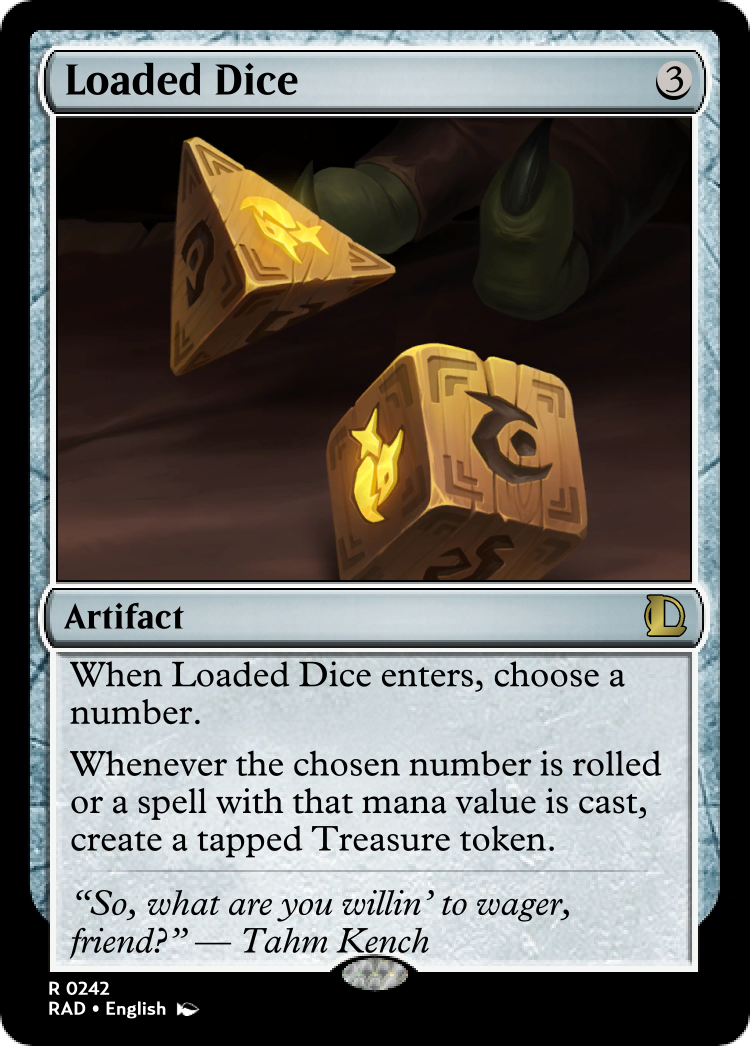 Loaded Dice 3
Artifact
When Loaded Dice enters, choose a
number.
Whenever the chosen number is rolled
or a spell with that mana value is cast,
create a tapped Treasure token.
“So, what are you willin’ to wager,
friend?” — Tahm Kench
R 0242
RAD • English